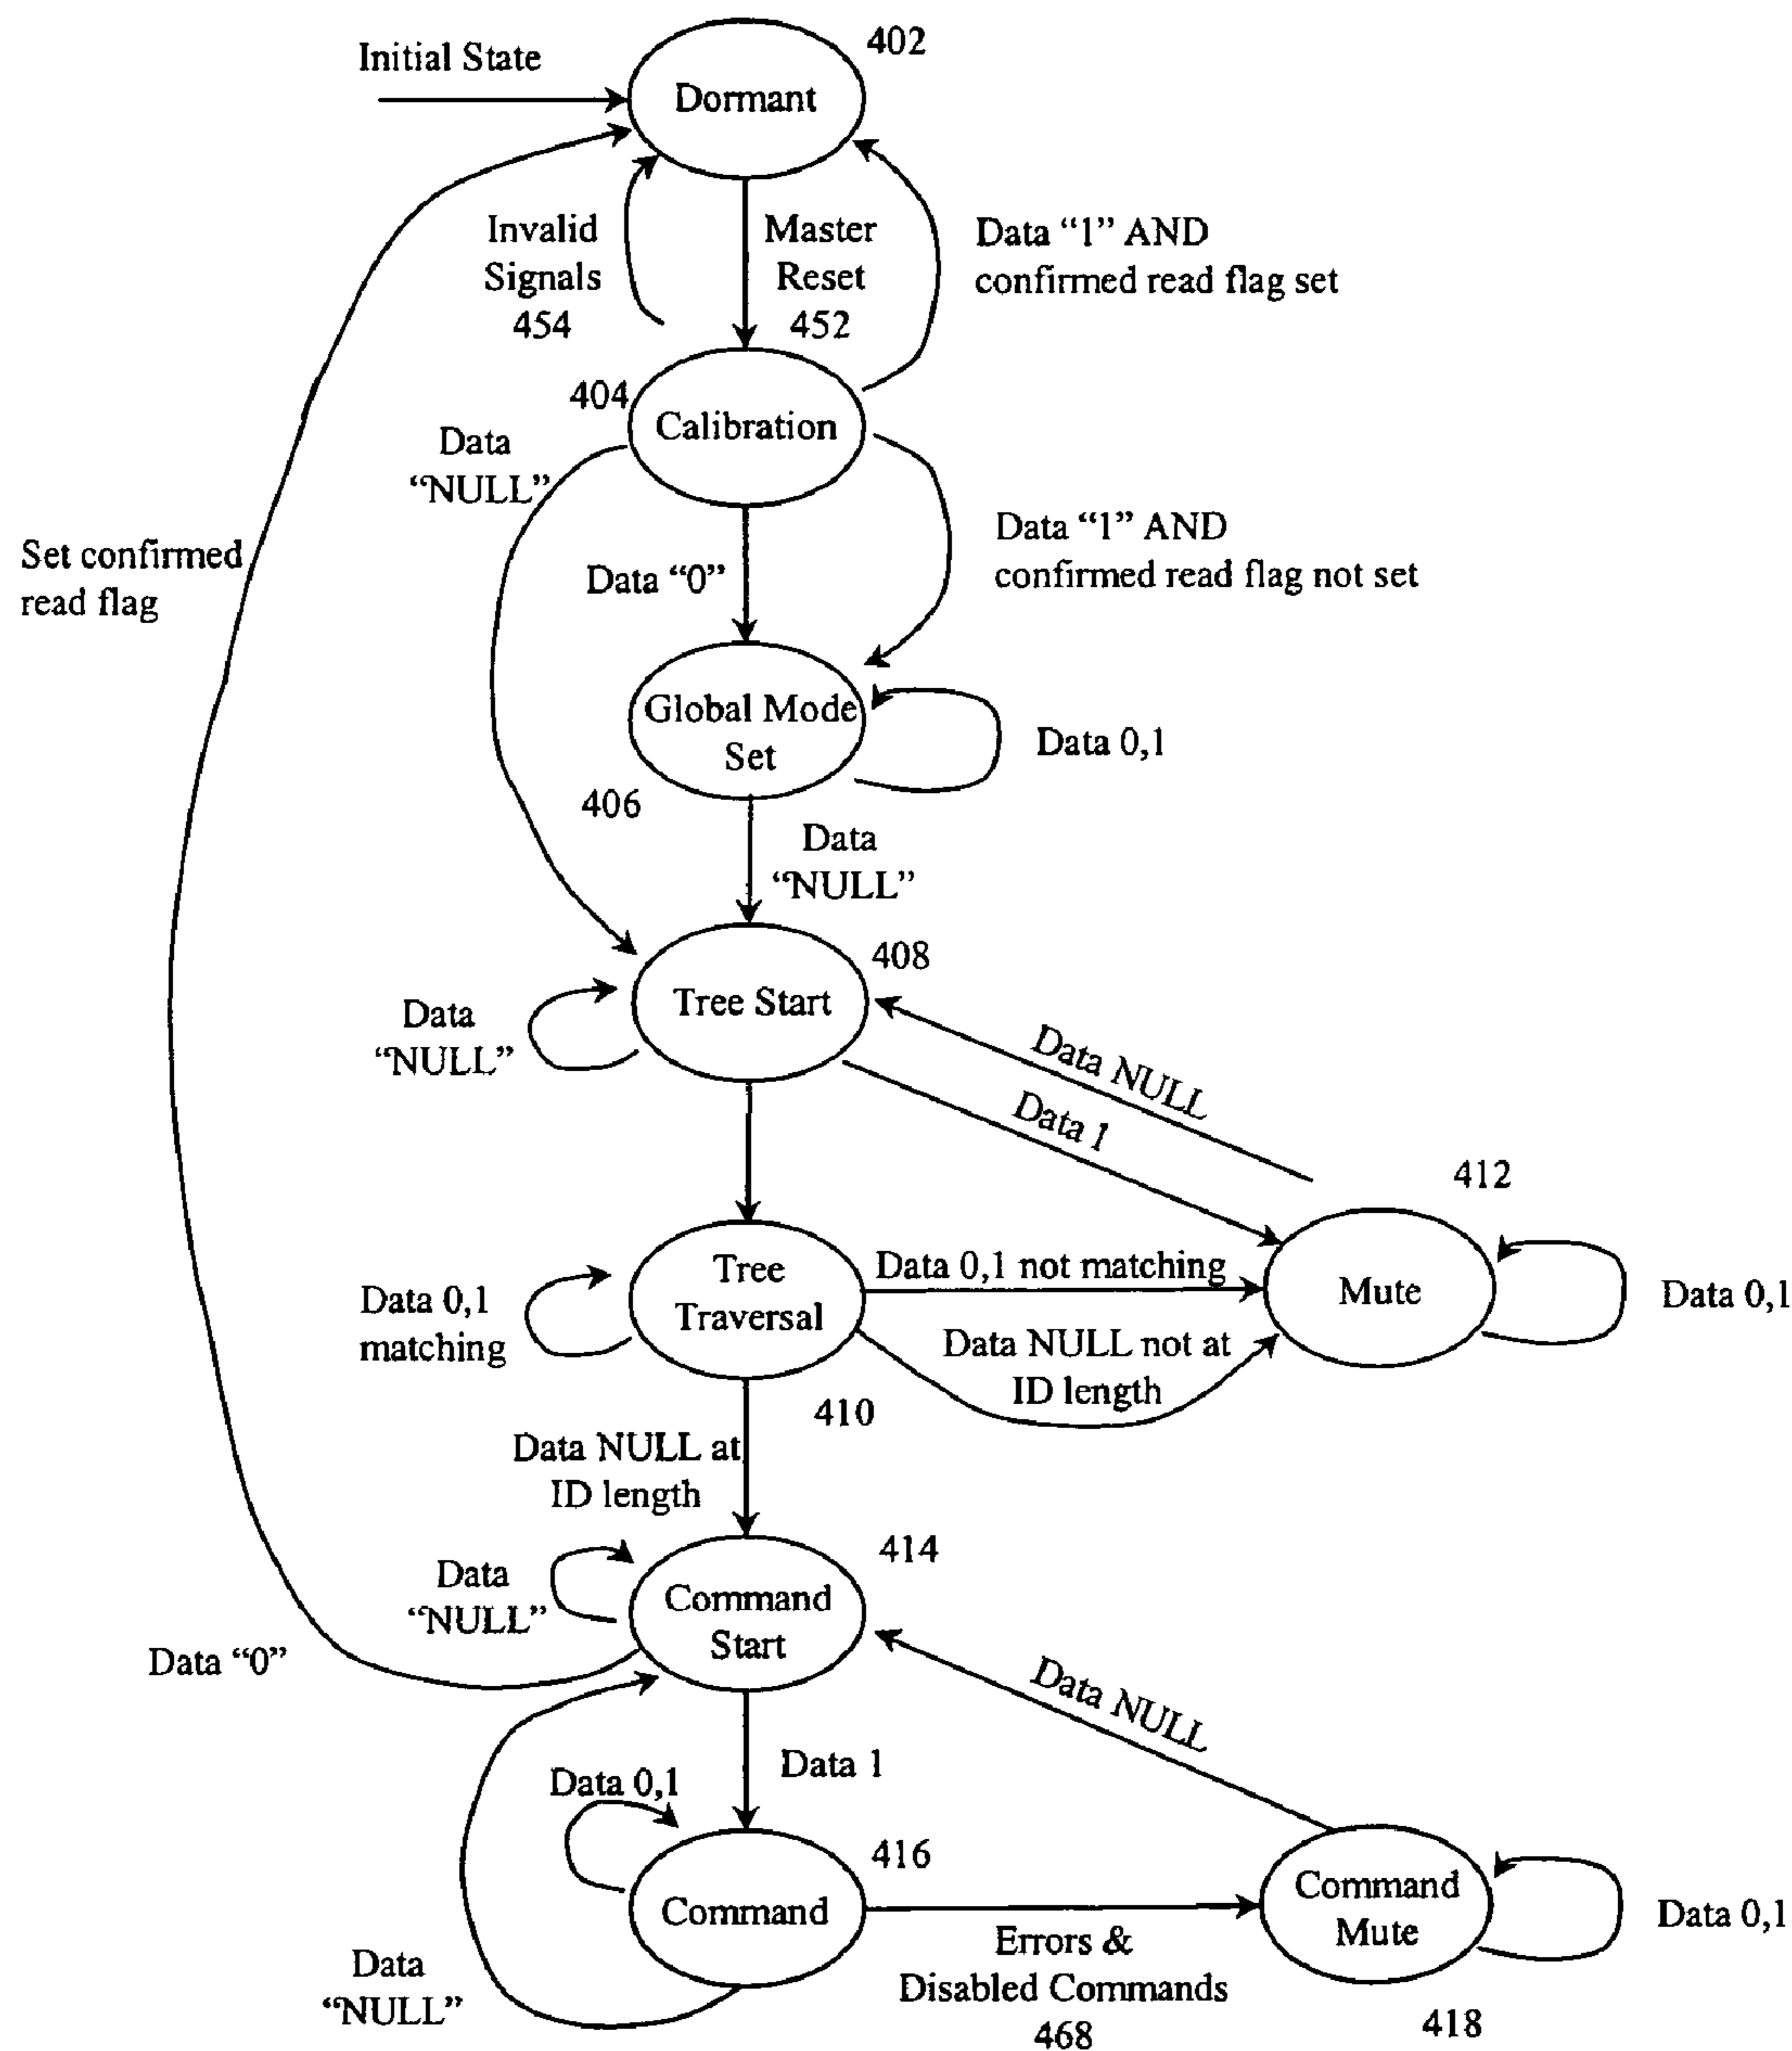 402
Initial State
Dormant
Invalid
Signals
454
Master
Reset
452
Data “1” AND
confirmed read flag set
404
Calibration
Data
“NULL”
Set confirmed
read flag
Data “0”
Data “1” AND
confirmed read flag not set
Global Mode
Set
Data 0,1
406
Data
“NULL”
408
Tree Start
Data
“NULL”
Data NULL
Data 1
412
Tree
Traversal
Data 0,1
matching
Data 0,1 not matching
Mute
Data 0,1
Data NULL not at
ID length
410
Data NULL at
ID length
414
Data
“NULL”
Command
Start
Data “0”
Data NULL
Data 1
Data 0,1
416
Command
Command
Mute
Data 0,1
Errors &
Disabled Commands
468
Data
“NULL”
418